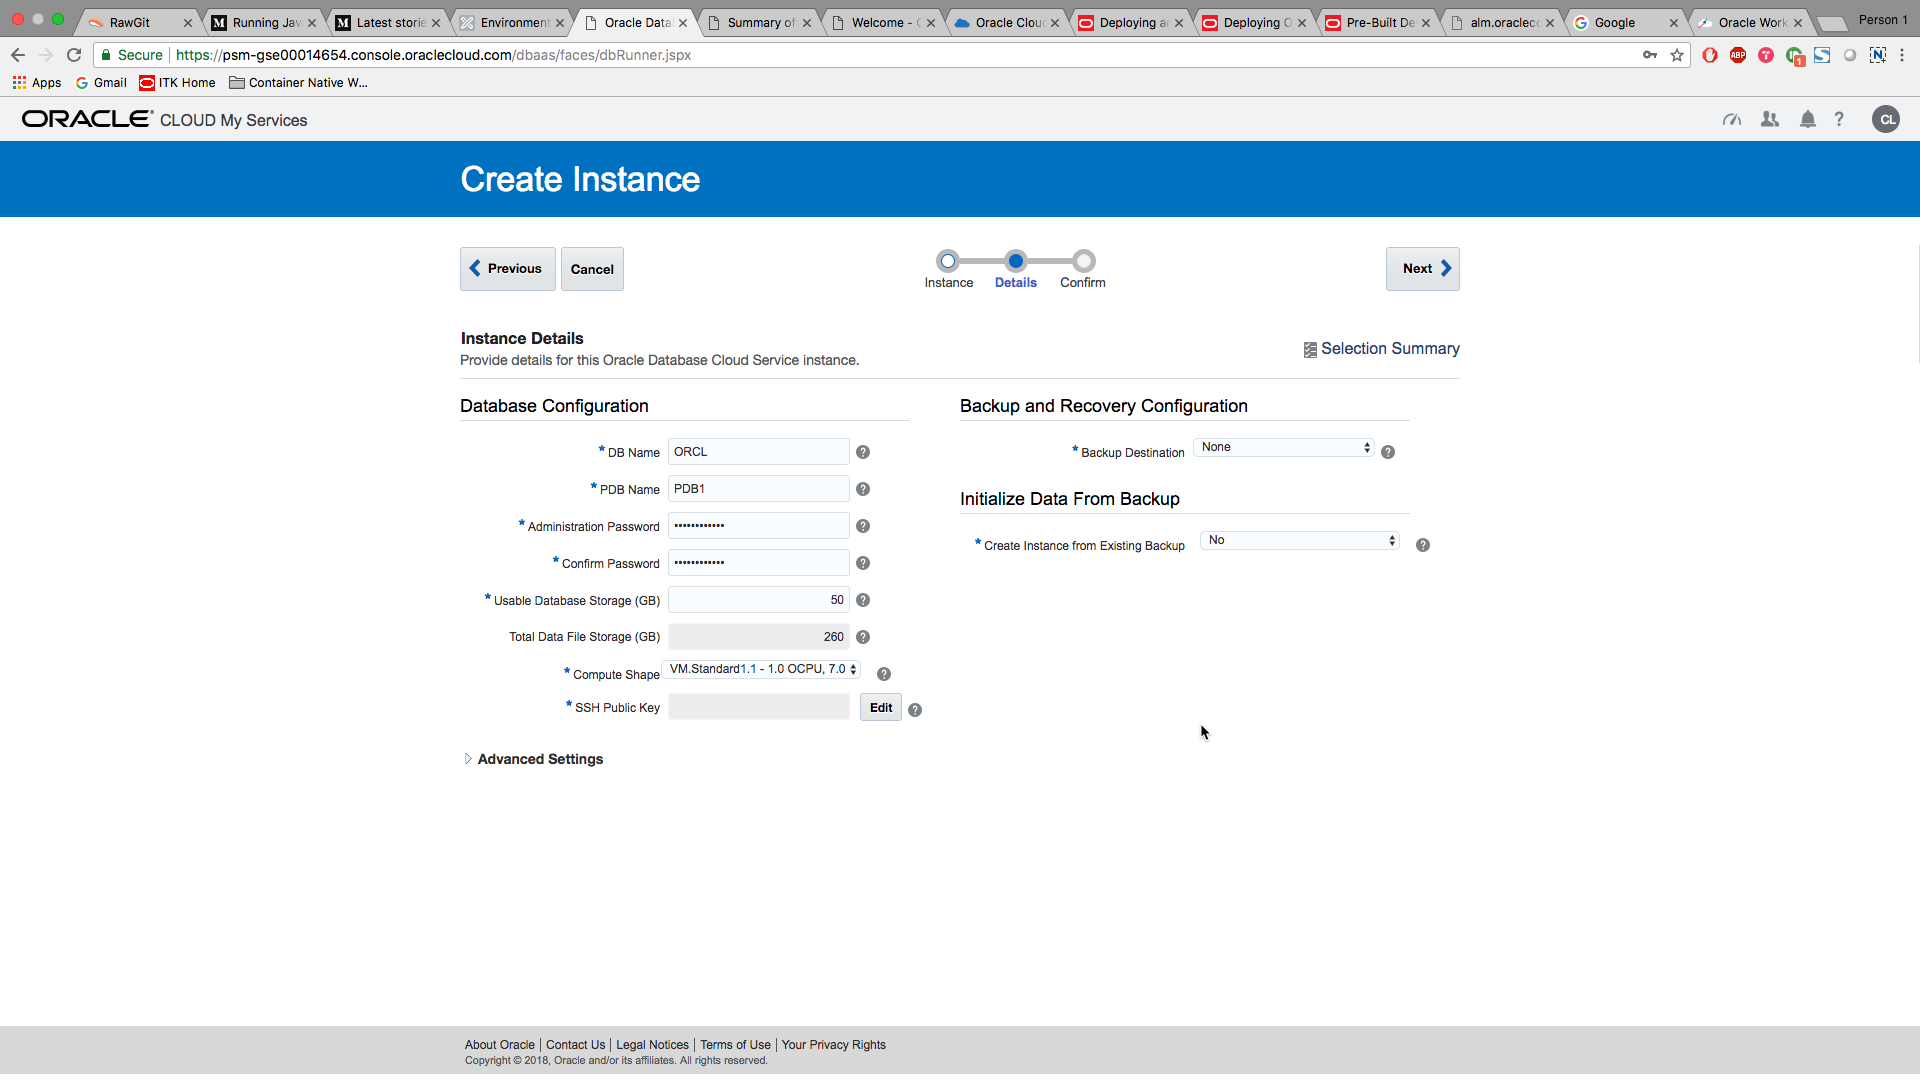 RawGit
Running Jav
Latest storie
Environment
Oracle Datal
Summary of
Welcome - 
Oracle Clou
Deploying an
Deploying O
Pre-Built De
alm.oraclecc
Google
Oracle Work
Person 1
Secure https://psm-gse00014654.console.oraclecloud.com/dbaas/faces/dbRunner.jspx
Apps Gmail ITK Home Container Native W...
ORACLE CLOUD My Services
CL
Create Instance
Previous Cancel
Instance Details Confirm
Next
Instance Details
Provide details for this Oracle Database Cloud Service instance.
Selection Summary
Database Configuration
* DB Name ORCL ?
* PDB Name PDB1 ?
* Administration Password •••••••••••• ?
* Confirm Password •••••••••••• ?
* Usable Database Storage (GB) 50 ?
Total Data File Storage (GB) 260 ?
* Compute Shape VM.Standard1.1 - 1.0 OCPU, 7.0 ?
* SSH Public Key Edit ?
Advanced Settings
Backup and Recovery Configuration
* Backup Destination None ?
Initialize Data From Backup
* Create Instance from Existing Backup No ?
About Oracle | Contact Us | Legal Notices | Terms of Use | Your Privacy Rights
Copyright © 2018, Oracle and/or its affiliates. All rights reserved.